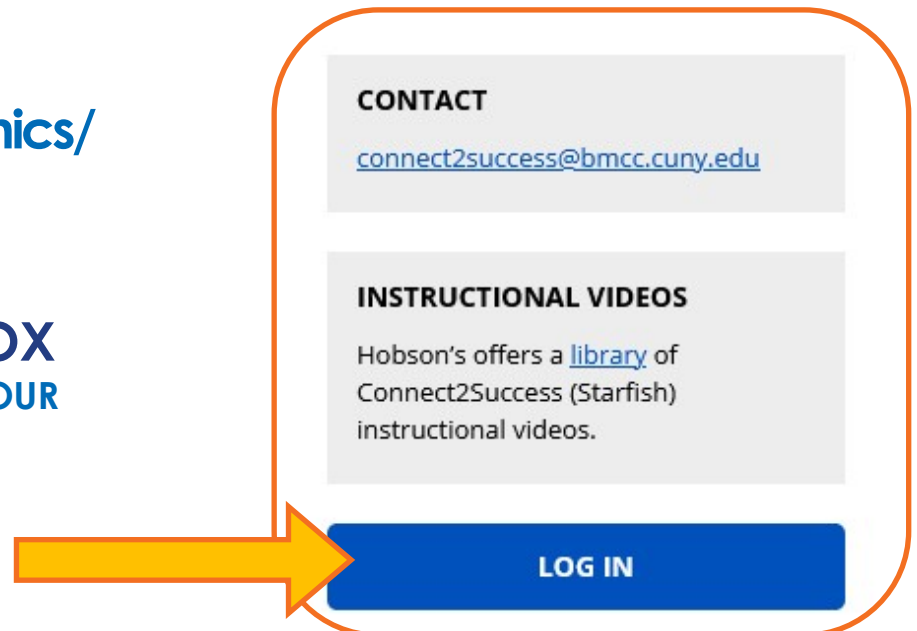 mics/
OX
OUR
CONTACT
connect2success@bmcc.cuny.edu
INSTRUCTIONAL VIDEOS
Hobson's offers a library of
Connect2Success (Starfish)
instructional videos.
LOG IN